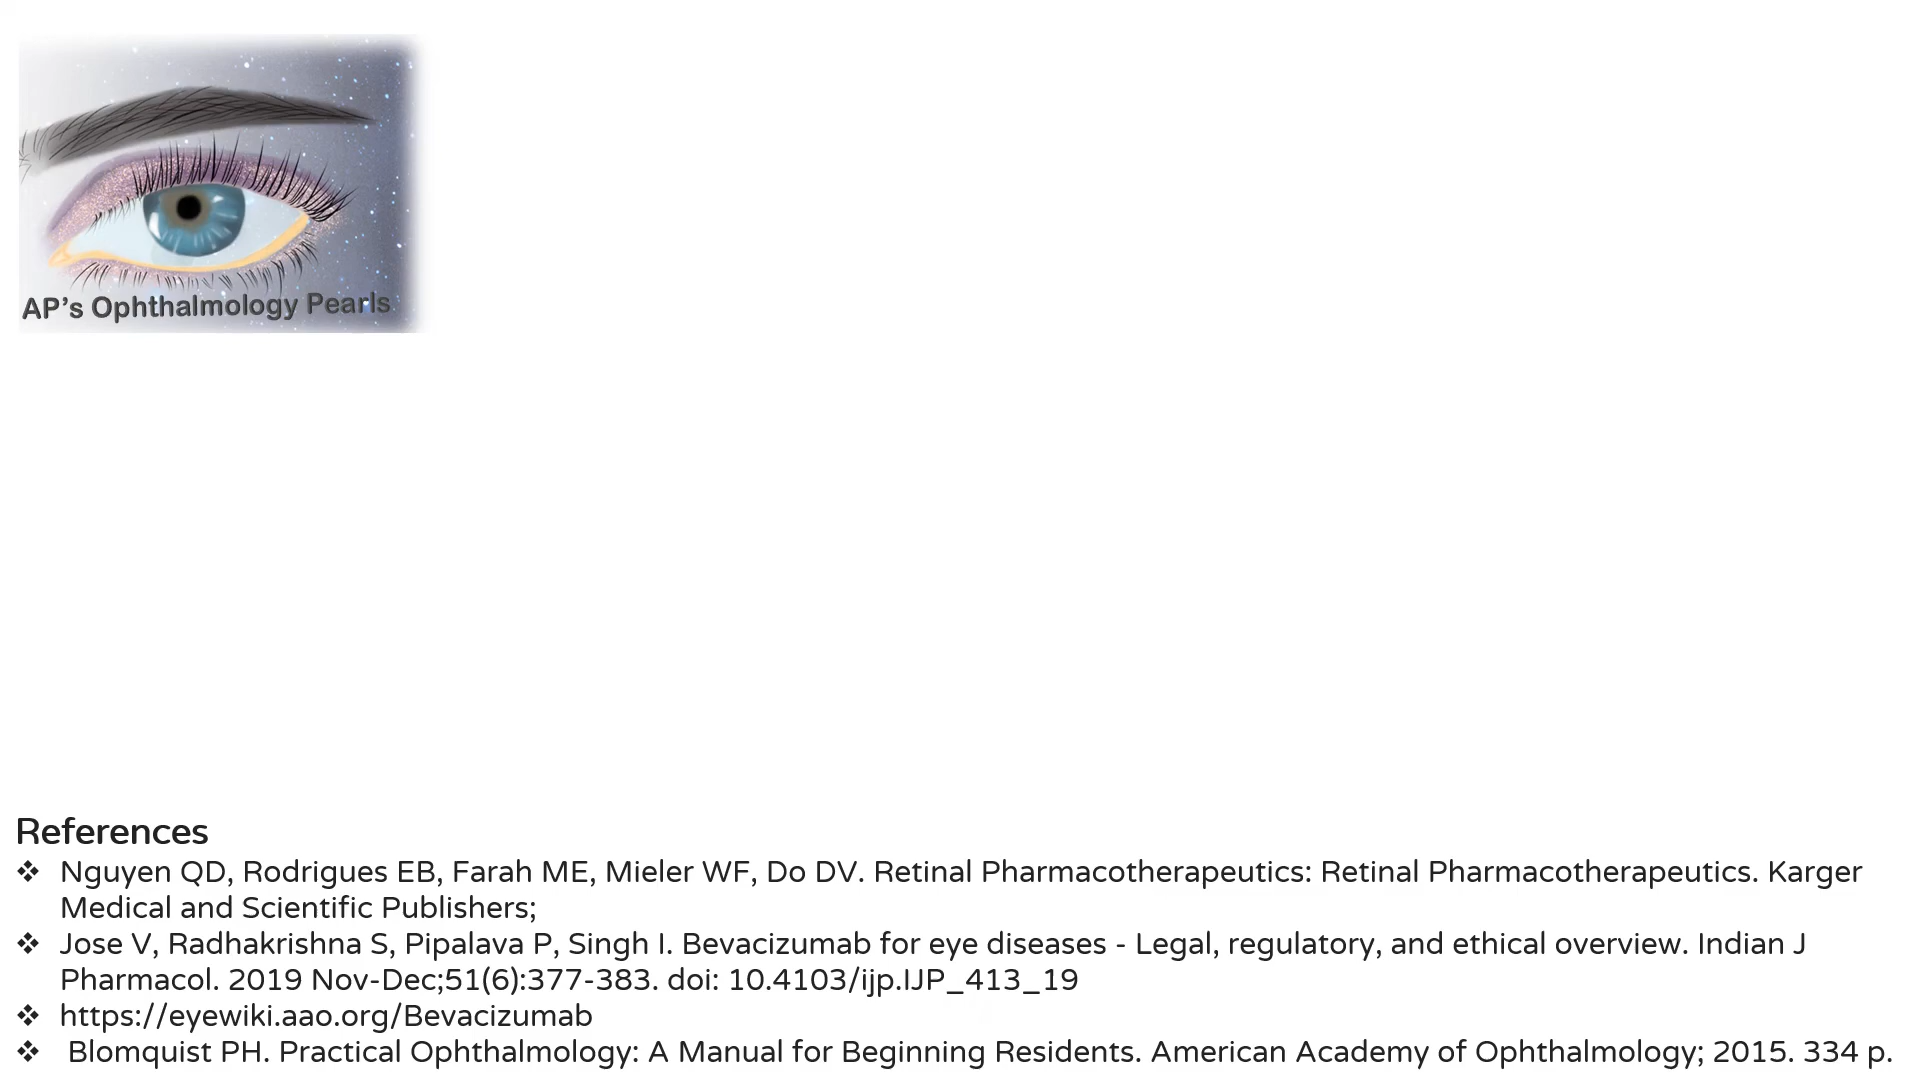 AP's Ophthalmology Pearls
References
❖ Nguyen QD, Rodrigues EB, Farah ME, Mieler WF, Do DV. Retinal Pharmacotherapeutics: Retinal Pharmacotherapeutics. Karger
Medical and Scientific Publishers;
❖ Jose V, Radhakrishna S, Pipalava P, Singh I. Bevacizumab for eye diseases - Legal, regulatory, and ethical overview. Indian J
Pharmacol. 2019 Nov-Dec;51(6):377-383. doi: 10.4103/ijp.IJP_413_19
❖ https://eyewiki.aao.org/Bevacizumab
❖ Blomquist PH. Practical Ophthalmology: A Manual for Beginning Residents. American Academy of Ophthalmology; 2015. 334 p.